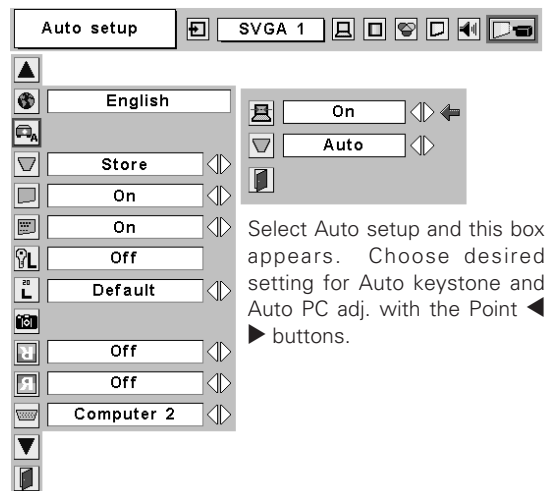 Auto setup
SVGA 1
English
Store
On
On
L Off
20
L Default
Off
Off
Computer 2
On
A Auto
Select Auto setup and this box
appears. Choose desired
setting for Auto keystone and
Auto PC adj. with the Point ◀
▶ buttons.